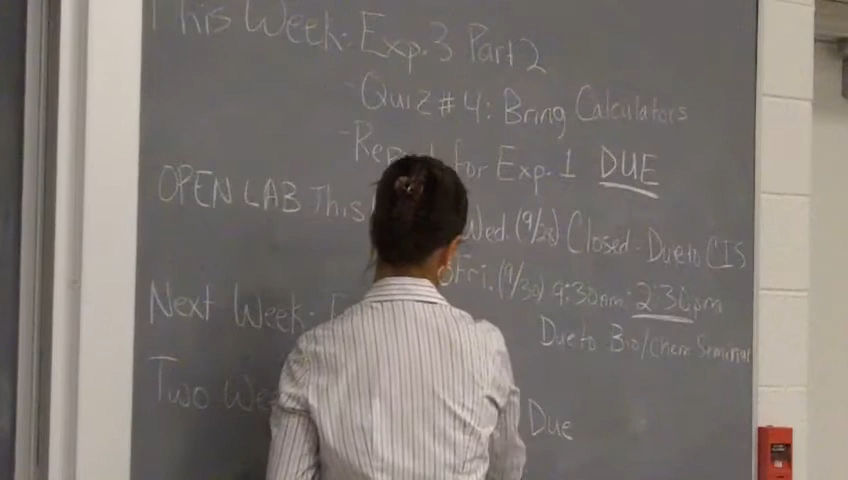 This Week: Exp. 3 Part 2
- Quiz #4: Bring Calculators
- Report for Exp. 1 DUE
OPEN LAB This Wed. (9/28) Closed - Due to CIS
Fri. (9/30) 9:30am - 2:30pm
Due to Bio/Chem Seminar
Next Week:
Two Due